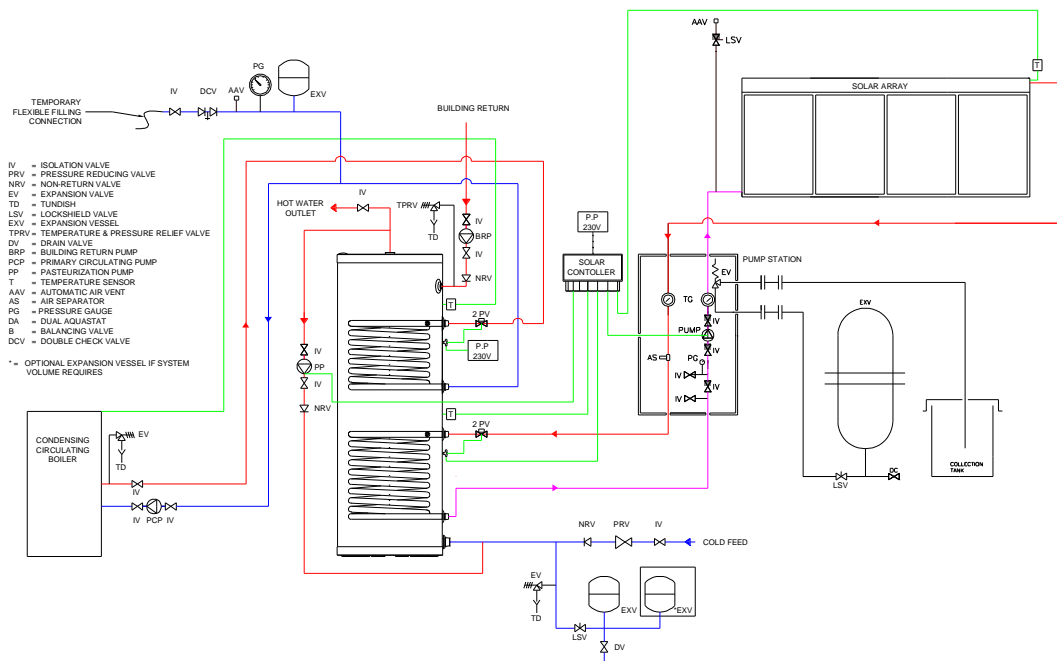 AAV
LSV
T
SOLAR ARRAY
PG
EXV
IV
DCV
AAV
TEMPORARY
FLEXIBLE FILLING
CONNECTION
BUILDING RETURN
IV = ISOLATION VALVE
PRV = PRESSURE REDUCING VALVE
NRV = NON-RETURN VALVE
EV = EXPANSION VALVE
TD = TUNDISH
LSV = LOCKSHIELD VALVE
EXV = EXPANSION VESSEL
TPRV = TEMPERATURE & PRESSURE RELIEF VALVE
DV = DRAIN VALVE
BRP = BUILDING RETURN PUMP
PCP = PRIMARY CIRCULATING PUMP
PP = PASTEURIZATION PUMP
T = TEMPERATURE SENSOR
AAV = AUTOMATIC AIR VENT
AS = AIR SEPARATOR
PG = PRESSURE GAUGE
DA = DUAL AQUASTAT
B = BALANCING VALVE
DCV = DOUBLE CHECK VALVE
* = OPTIONAL EXPANSION VESSEL IF SYSTEM
VOLUME REQUIRES
IV
HOT WATER
OUTLET
TPRV
TD
IV
BRP
IV
NRV
P.P
230V
SOLAR
CONTOLLER
PUMP STATION
EV
TG
IV
PUMP
IV
AS
PG
IV
IV
IV
EXV
T
2 PV
P.P
230V
IV
PP
IV
NRV
T
2 PV
CONDENSING
CIRCULATING
BOILER
EV
TD
IV
IV
PCP
IV
COLLECTION
TANK
LSV
DC
NRV
PRV
IV
COLD FEED
EV
TD
EXV
*EXV
LSV
DV